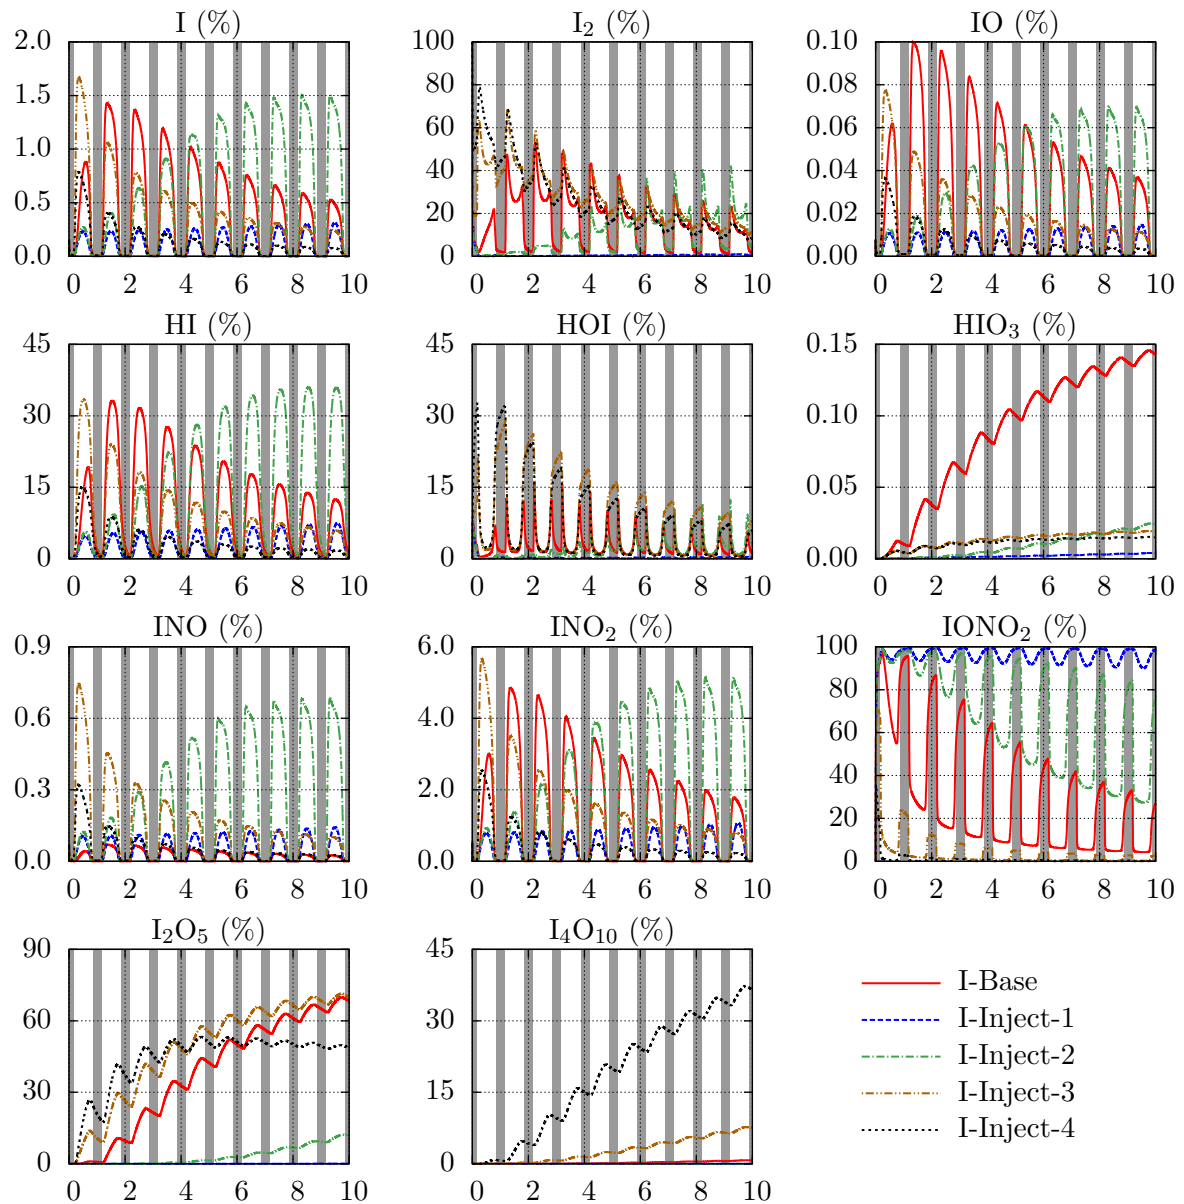 I (%)
I₂ (%)
IO (%)
2.0
1.5
1.0
0.5
0.0
0 2 4 6 8 10
100
80
60
40
20
0
0 2 4 6 8 10
0.10
0.08
0.06
0.04
0.02
0.00
0 2 4 6 8 10
HI (%)
HOI (%)
HIO₃ (%)
45
30
15
0
0 2 4 6 8 10
45
30
15
0
0 2 4 6 8 10
0.15
0.10
0.05
0.00
0 2 4 6 8 10
INO (%)
INO₂ (%)
IONO₂ (%)
0.9
0.6
0.3
0.0
0 2 4 6 8 10
6.0
4.0
2.0
0.0
0 2 4 6 8 10
100
80
60
40
20
0
0 2 4 6 8 10
I₂O₅ (%)
I₄O₁₀ (%)
90
60
30
0
0 2 4 6 8 10
45
30
15
0
0 2 4 6 8 10
I-Base
I-Inject-1
I-Inject-2
I-Inject-3
I-Inject-4